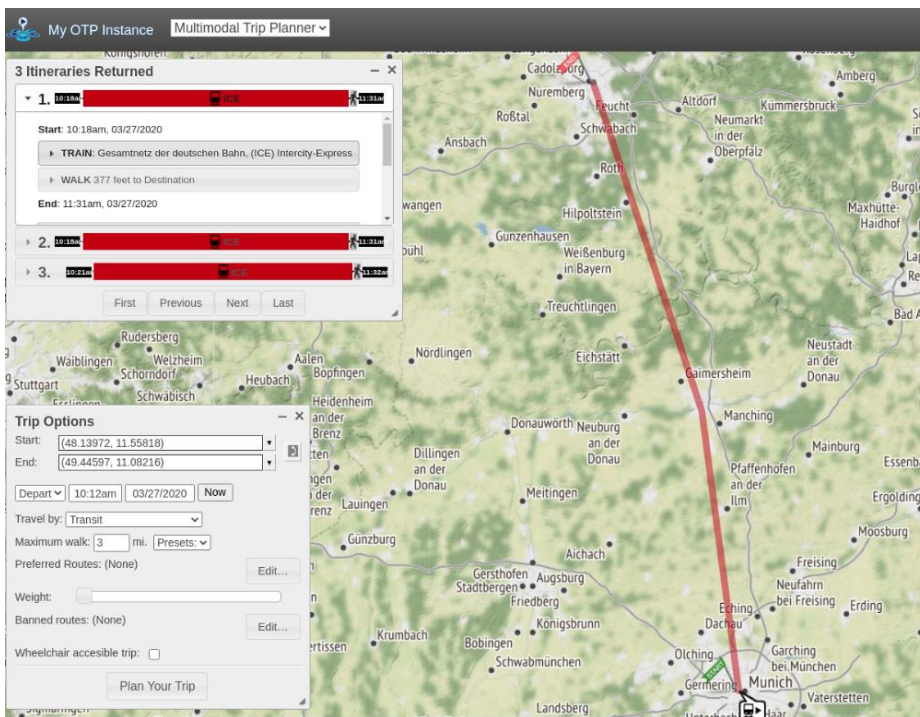 My OTP Instance Multimodal Trip Planner
3 Itineraries Returned
1. 10:18am ICE 11:31am
Start: 10:18am, 03/27/2020
TRAIN: Gesamtnetz der deutschen Bahn, (ICE) Intercity-Express
WALK 377 feet to Destination
End: 11:31am, 03/27/2020
2. 10:18am ICE 11:31am
3. 10:21am ICE 11:32am
First Previous Next Last
Trip Options
Start: (48.13972, 11.55818)
End: (49.44597, 11.08216)
Depart 10:12am 03/27/2020 Now
Travel by: Transit
Maximum walk: 3 mi. Presets:
Preferred Routes: (None)
Edit...
Weight:
Banned routes: (None)
Edit...
Wheelchair accesible trip:
Plan Your Trip
Cadolzburg
Amberg
Nuremberg
Feucht
Altdorf
Kümmersbruck
Roßtal
Schwabach
Neumarkt
in der
Oberpfalz
Ansbach
Roth
Maxhütte-
Haidhof
Hilpoltstein
Gunzenhausen
Weißenburg
in Bayern
Treuchtlingen
Rudersberg
Waiblingen
Welzheim
Aalen
Nördlingen
Eichstätt
Neustadt
an der
Donau
Schorndorf
Bopfingen
Stuttgart
Heubach
Gaimersheim
Schwäbisch
Heidenheim
an der
Brenz
Donauwörth
Neuburg
an der
Donau
Manching
Mainburg
Dillingen
an der
Donau
Pfaffenhofen
an der
Ilm
Lauingen
Meitingen
Ergolding
Moosburg
Günzburg
Aichach
Freising
Gersthofen
Augsburg
Stadtbergen
Neufahrn
bei Freising
Friedberg
Eching
Erding
Königsbrunn
Dachau
Krumbach
Bobingen
Olching
START
Garching
bei München
Schwabmünchen
Germering
Munich
Vaterstetten
Landsberg